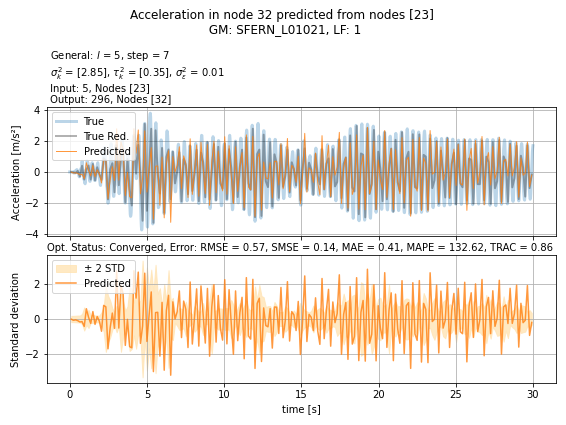 Acceleration in node 32 predicted from nodes [23]
GM: SFERN_L01021, LF: 1
General: l = 5, step = 7
σ²ₖ = [2.85], τ²ₖ = [0.35], σ²ε = 0.01
Input: 5, Nodes [23]
Output: 296, Nodes [32]
Acceleration [m/s²]
4
2
0
−2
−4
True
True Red.
Predicted
Opt. Status: Converged, Error: RMSE = 0.57, SMSE = 0.14, MAE = 0.41, MAPE = 132.62, TRAC = 0.86
Standard deviation
2
0
−2
± 2 STD
Predicted
0 5 10 15 20 25 30
time [s]